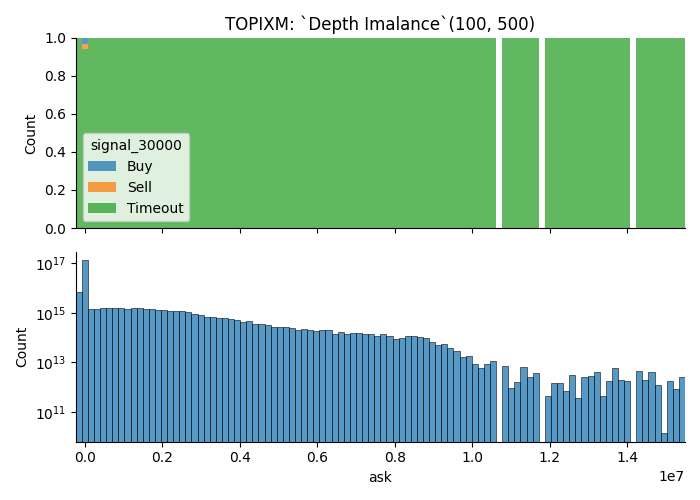 TOPIXM: `Depth Imalance`(100, 500)
1.0
0.8
0.6
0.4
0.2
0.0
Count
signal_30000
Buy
Sell
Timeout
10^17
10^15
10^13
10^11
Count
0.0 0.2 0.4 0.6 0.8 1.0 1.2 1.4
1e7
ask